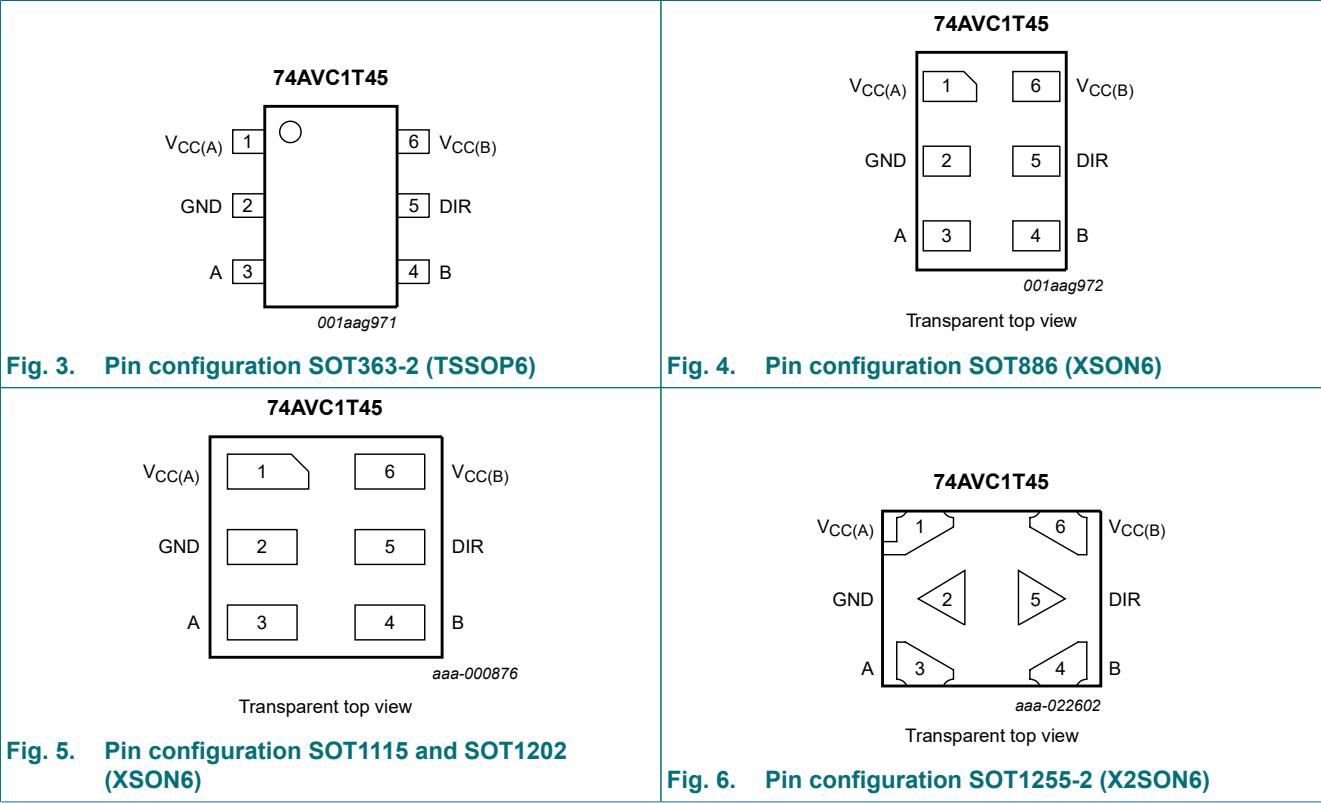 74AVC1T45
VCC(A) 1 6 VCC(B)
GND 2 5 DIR
A 3 4 B
001aag971
Fig. 3. Pin configuration SOT363-2 (TSSOP6)
74AVC1T45
VCC(A) 1 6 VCC(B)
GND 2 5 DIR
A 3 4 B
001aag972
Transparent top view
Fig. 4. Pin configuration SOT886 (XSON6)
74AVC1T45
VCC(A) 1 6 VCC(B)
GND 2 5 DIR
A 3 4 B
aaa-000876
Transparent top view
Fig. 5. Pin configuration SOT1115 and SOT1202
(XSON6)
74AVC1T45
VCC(A) 1 6 VCC(B)
GND 2 5 DIR
A 3 4 B
aaa-022602
Transparent top view
Fig. 6. Pin configuration SOT1255-2 (X2SON6)